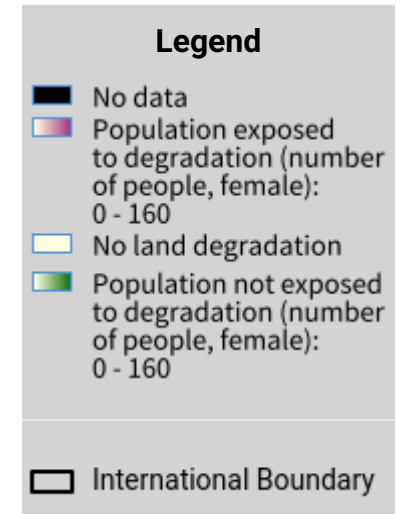 Legend
No data
Population exposed
to degradation (number
of people, female):
0 - 160
No land degradation
Population not exposed
to degradation (number
of people, female):
0 - 160
International Boundary